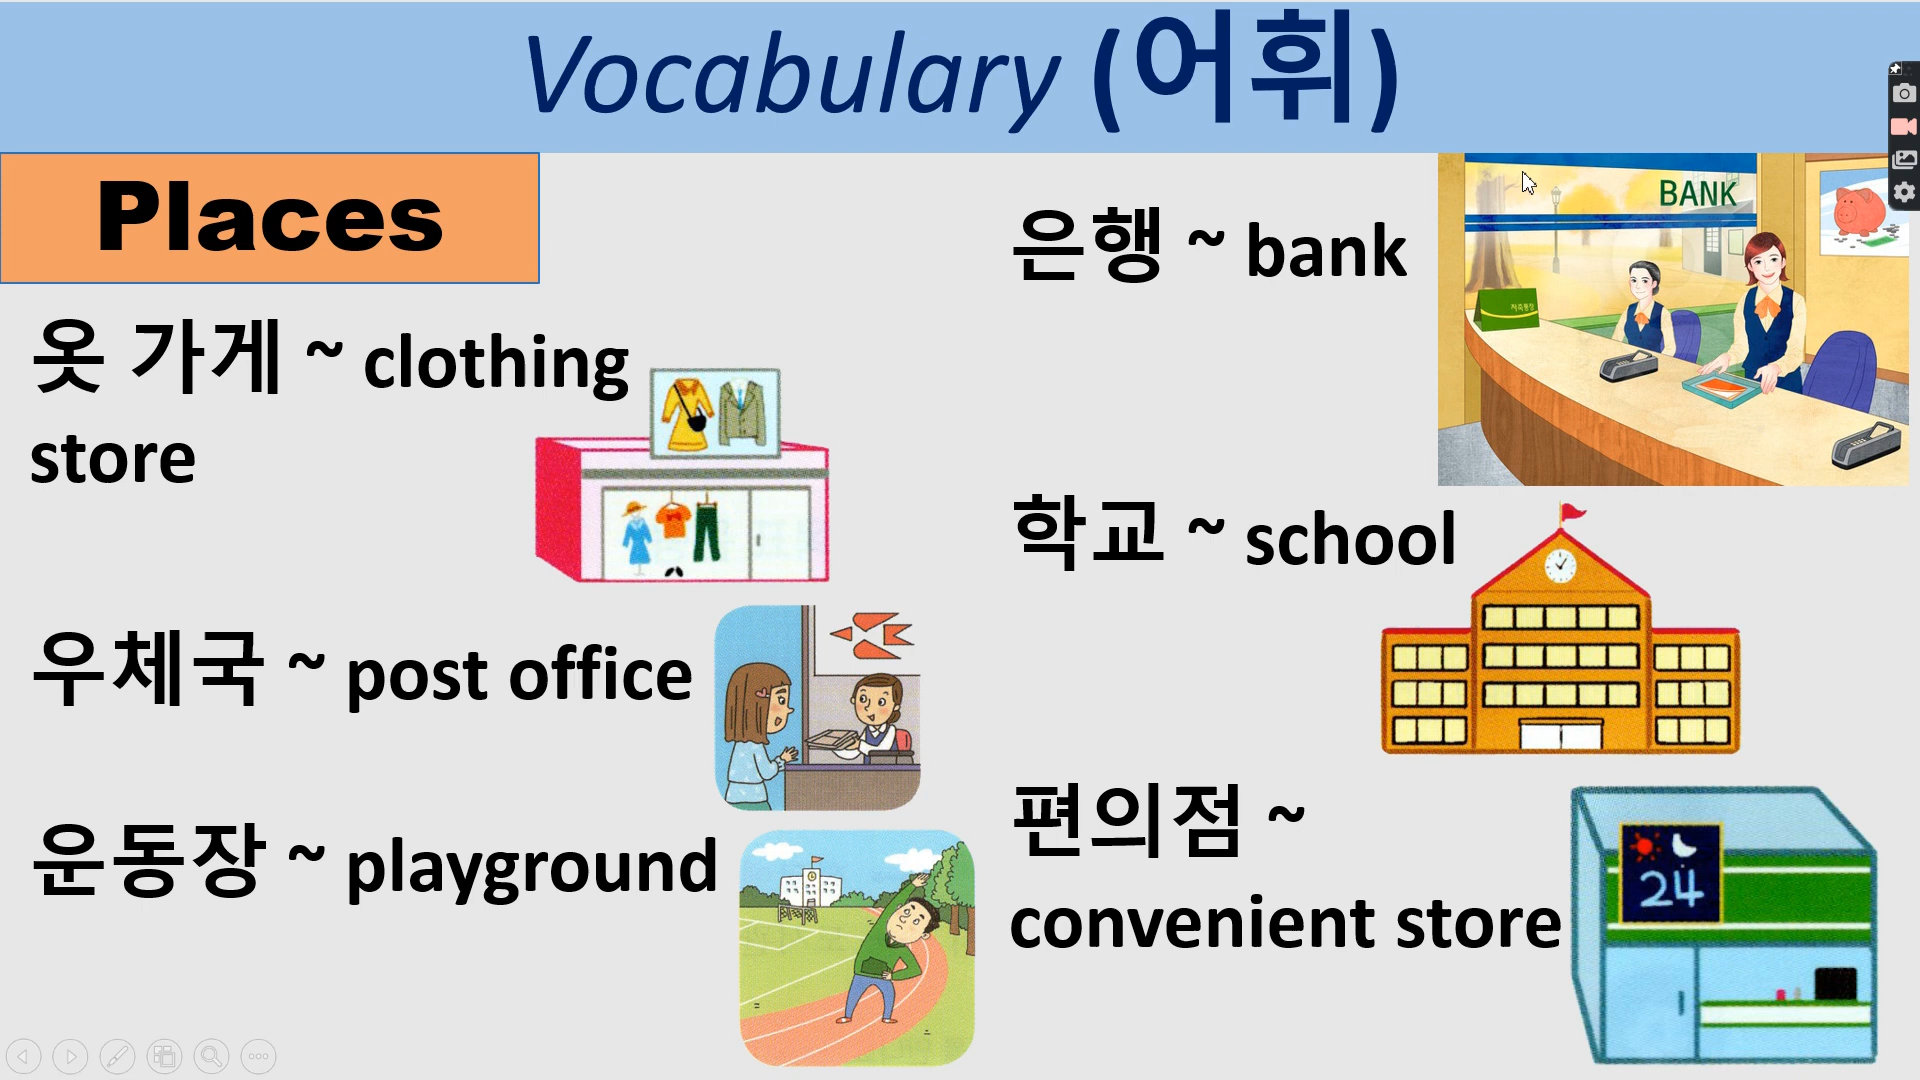 Vocabulary (어휘)
Places
옷 가게 ~ clothing
store
우체국 ~ post office
운동장 ~ playground
은행 ~ bank
BANK
학교 ~ school
편의점 ~
convenient store
24